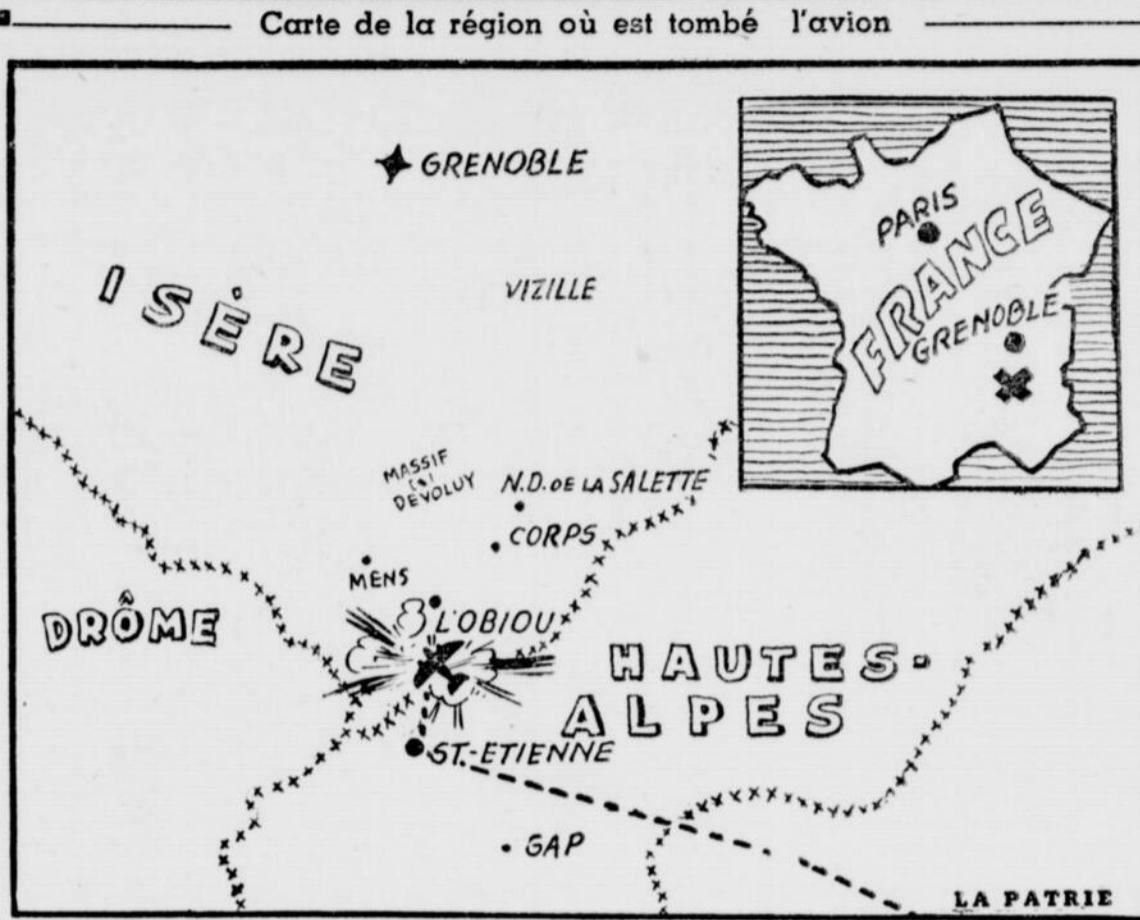 Carte de la région où est tombé l'avion
GRENOBLE
VIZILLE
ISÈRE
MASSIF
DEVOLUY
N.D. DE LA SALETTE
CORPS
MENS
L'OBIOU
DRÔME
HAUTES-
ALPES
ST.-ETIENNE
GAP
PARIS
FRANCE
GRENOBLE
LA PATRIE